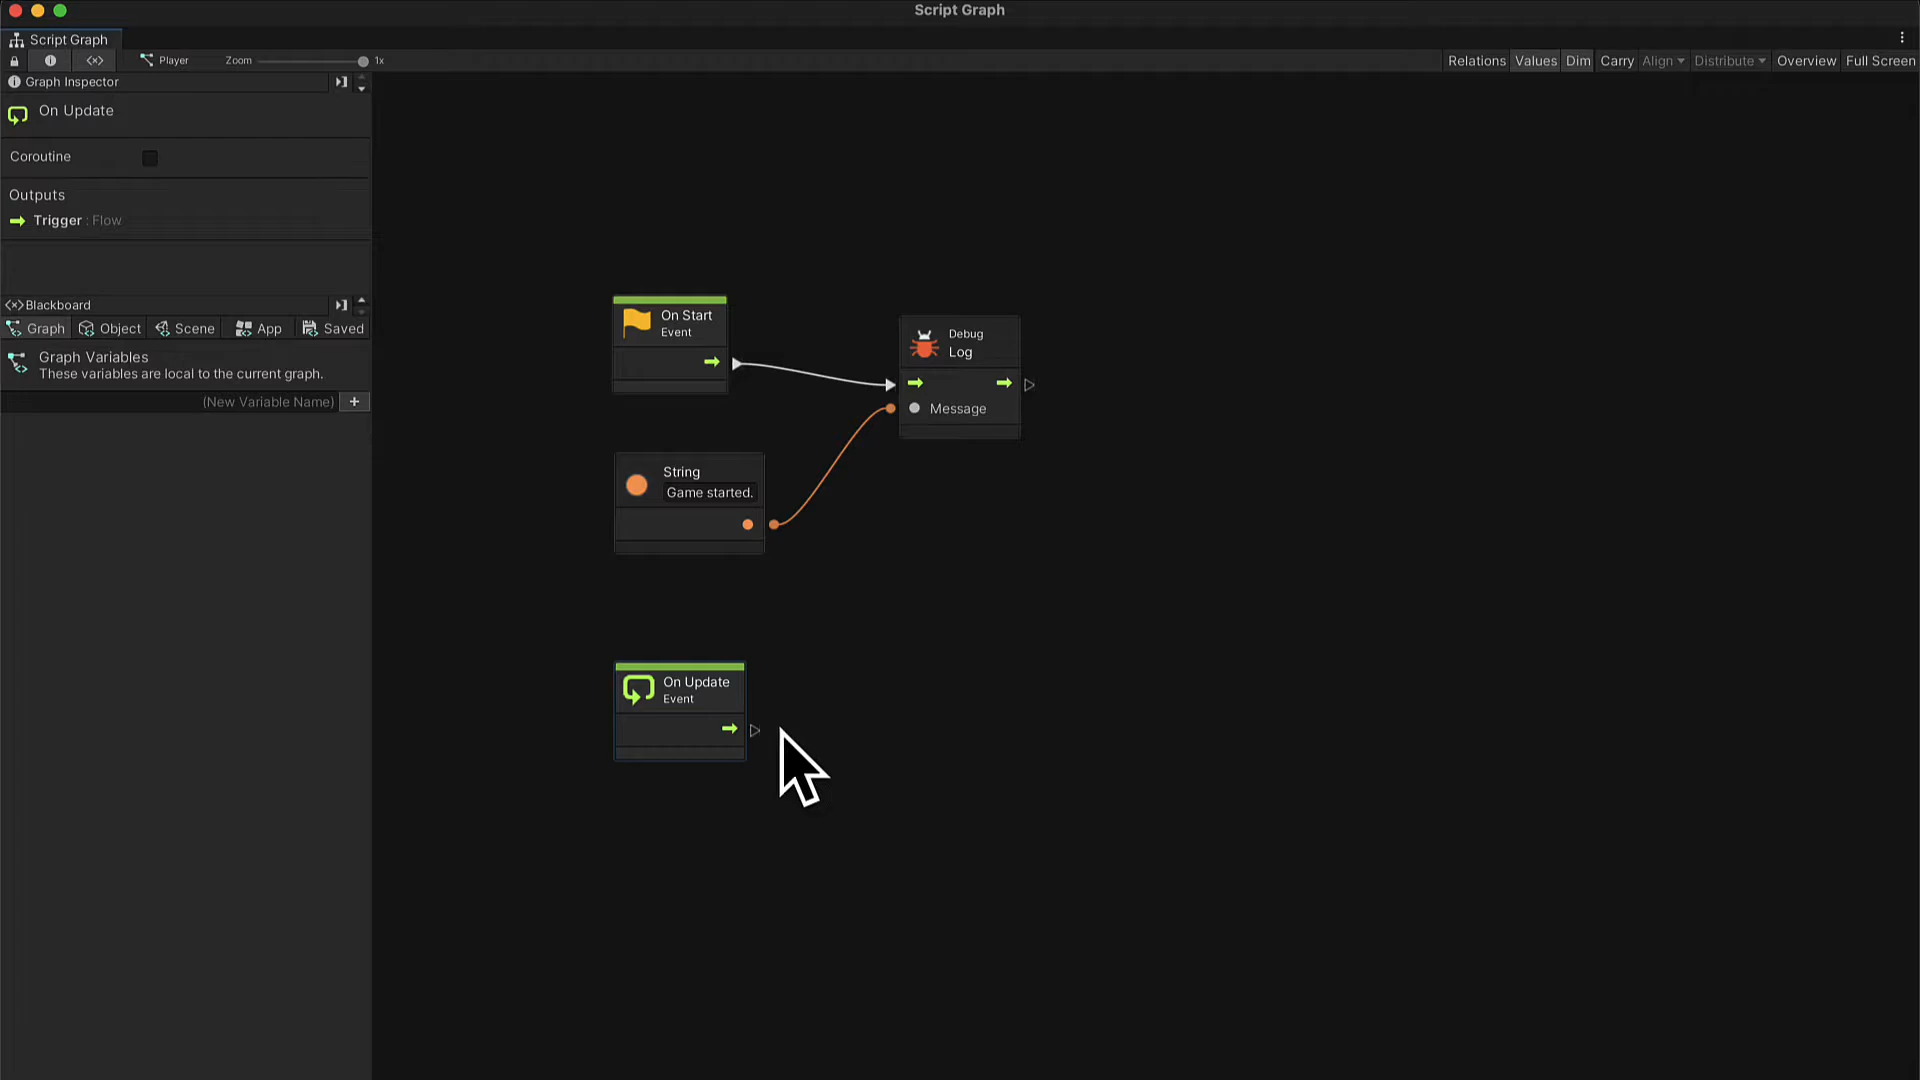 Script Graph
Script Graph
Player Zoom 1x Relations Values Dim Carry Align Distribute Overview Full Screen
Graph Inspector
On Update
Coroutine
Outputs
Trigger : Flow
Blackboard
Graph Object Scene App Saved
Graph Variables
These variables are local to the current graph.
(New Variable Name) +
On Start
Event
Debug
Log
Message
String
Game started.
On Update
Event